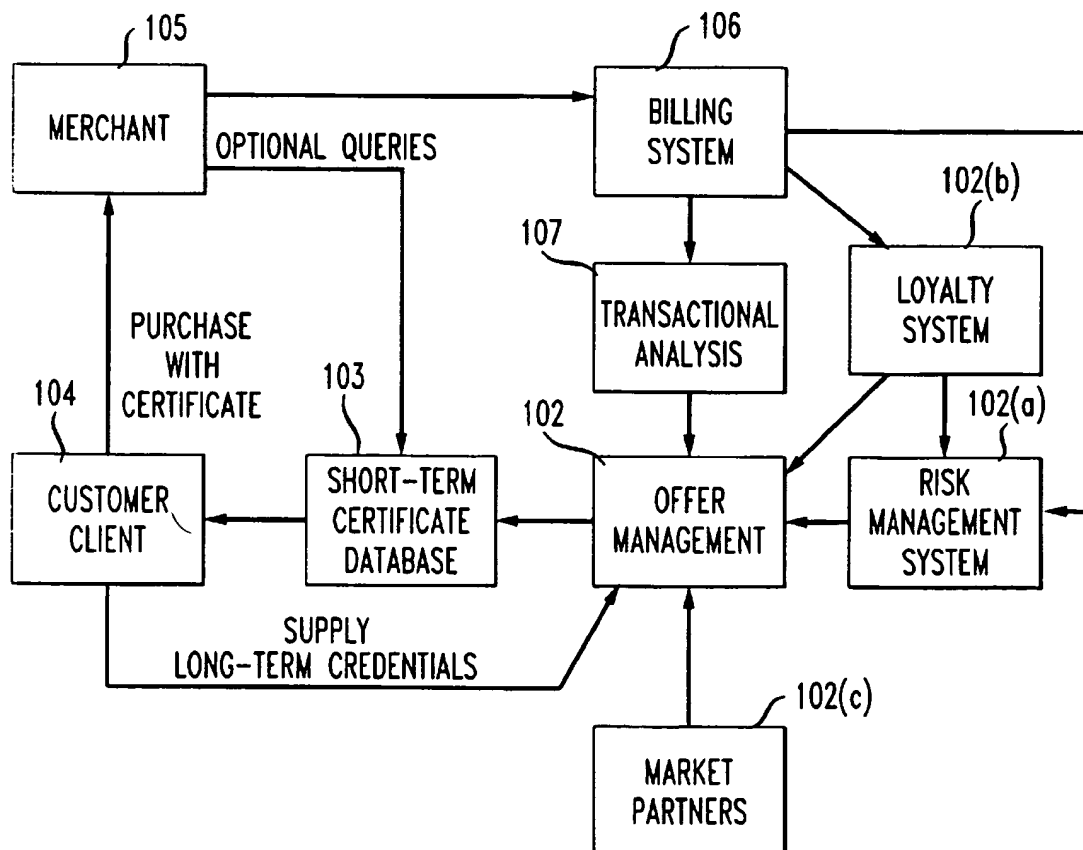 105
MERCHANT
106
BILLING
SYSTEM
OPTIONAL QUERIES
102(b)
LOYALTY
SYSTEM
107
TRANSACTIONAL
ANALYSIS
PURCHASE
WITH
CERTIFICATE
104
CUSTOMER
CLIENT
103
SHORT-TERM
CERTIFICATE
DATABASE
102
OFFER
MANAGEMENT
102(a)
RISK
MANAGEMENT
SYSTEM
SUPPLY
LONG-TERM CREDENTIALS
102(c)
MARKET
PARTNERS